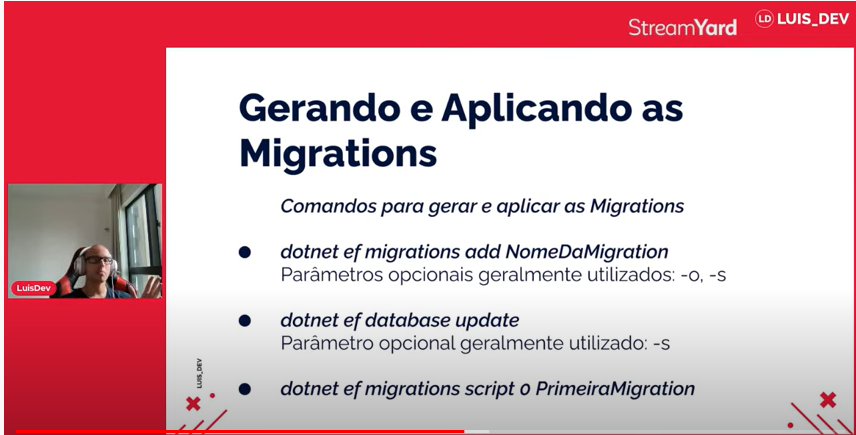 StreamYard
LD LUIS_DEV
Gerando e Aplicando as
Migrations
Comandos para gerar e aplicar as Migrations
dotnet ef migrations add NomeDaMigration
Parâmetros opcionais geralmente utilizados: -o, -s
dotnet ef database update
Parâmetro opcional geralmente utilizado: -s
dotnet ef migrations script 0 PrimeiraMigration
LuisDev
LUIS_DEV